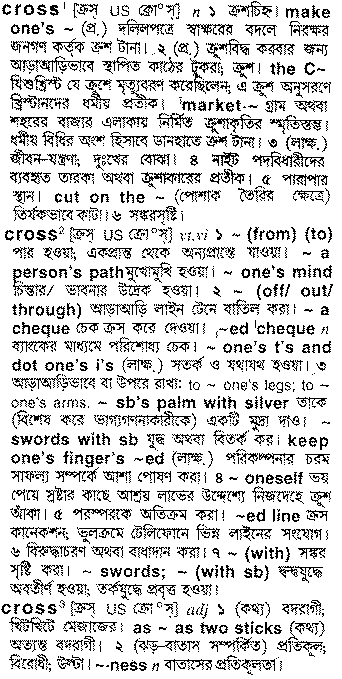 cross¹ [ক্রস্ US ক্রো°স্] n ১ ক্রশচিহ্ন। make
one's ~ (প্র.) দলিলপত্রে স্বাক্ষরের বদলে নিরক্ষর
জনগণ কর্তৃক ক্রশ টানা। ২ (প্র.) ক্রুশবিদ্ধ করবার জন্য
আড়াআড়িভাবে স্থাপিত কাঠের টুকরা; ক্রুশ। the C~
যিশুখ্রিস্ট যে ক্রুশে মৃত্যুবরণ করেছিলেন; এ ক্রুশ অনুসরণে
খ্রিস্টানদের ধর্মীয় প্রতীক। ˈmarket-~ গ্রাম অথবা
শহরের বাজার এলাকায় নির্মিত ক্রুশাকৃতির স্মৃতিস্তম্ভ।
ধর্মীয় বিধির অংশ হিসাবে ডানহাতে ক্রশ টানা। ৩ (লাক্ষ.)
জীবন-যন্ত্রণা; দুঃখের বোঝা। ৪ নাইট পদবিধারীদের
ব্যবহৃত তারকা অথবা ক্রুশাকারের প্রতীক। ৫ পারাপার
স্থান। cut on the ~ (পোশাক তৈরির ক্ষেত্রে)
তির্যকভাবে কাটা। ৬ সঙ্করসৃষ্টি।
cross² [ক্রস্ US ক্রো°স্] vt,vi ১ ~ (from) (to)
পার হওয়া; একপ্রান্ত থেকে অন্যপ্রান্তে যাওয়া। ~ a
person's path মুখোমুখি হওয়া। ~ one's mind
চিন্তার/ ভাবনার উদ্রেক হওয়া। ২ ~ (off/ out/
through) আড়াআড়ি লাইন টেনে বাতিল করা। ~ a
cheque চেক ক্রস করে দেওয়া। ~ed ˈcheque n
ব্যাংকের মাধ্যমে পরিশোধ্য চেক। ~ one's t's and
dot one's i's (লাক্ষ.) সতর্ক ও যথাযথ হওয়া। ৩
আড়াআড়িভাবে বা উপরে রাখা: to ~ one's legs; to ~
one's arms. ~ sb's palm with silver তাকে
(বিশেষ করে ভাগ্যগণনাকারীকে) একটি মুদ্রা দাও। ~
swords with sb যুদ্ধ অথবা বিতর্ক কর। keep
one's finger's ~ed (লাক্ষ.) পরিকল্পনার চরম
সাফল্য সম্পর্কে আশা পোষণ করা। ৪ ~ oneself ভয়
পেয়ে স্রষ্টার কাছে আশ্রয় লাভের উদ্দেশ্যে নিজদেহে ক্রুশ
আঁকা। ৫ পরস্পরকে অতিক্রম করা। ~ed line ক্রস
কানেকশন; ভুলক্রমে টেলিফোনে ভিন্ন লাইনের সংযোগ।
৬ বিরুদ্ধাচরণ অথবা বাধাদান করা। ৭ ~ (with) সঙ্কর
সৃষ্টি করা। ~ swords; ~ (with sb) দ্বন্দ্বযুদ্ধে
অবতীর্ণ হওয়া; তর্কযুদ্ধে প্রবৃত্ত হওয়া।
cross³ [ক্রস্ US ক্রো°স্] adj ১ (কথ্য) বদরাগী;
খিটখিটে মেজাজের। as ~ as two sticks (কথ্য)
অত্যন্ত বদরাগী। ২ (ঝড়-বাতাস সম্পর্কিত) প্রতিকূল;
বিরোধী; উল্টা। ~·ness n বাতাসের প্রতিকূলতা।